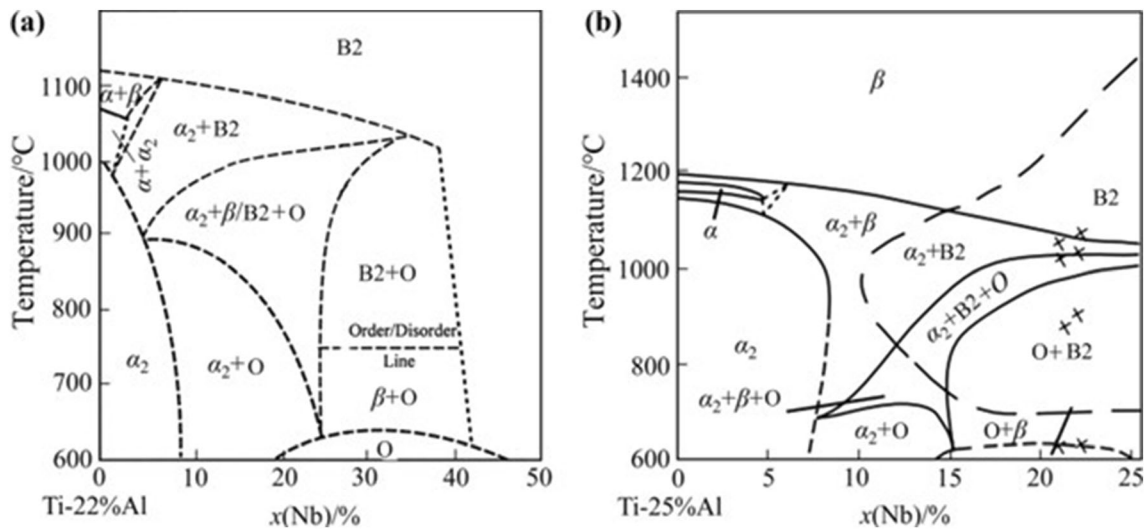 (a)
B2
1100
α+β
α₂+B2
α+α₂
1000
Temperature/°C
α₂+β/B2+O
900
B2+O
800
Order/Disorder
Line
α₂
α₂+O
700
β+O
O
600
10
20
30
40
50
Ti-22%Al
x(Nb)/%
(b)
1400
β
1200
B2
α₂+β
α
α₂+B2
Temperature/°C
1000
α₂+B2+O
800
O+B2
α₂
α₂+β+O
α₂+O
O+β
600
0
5
10
15
20
25
Ti-25%Al
x(Nb)/%